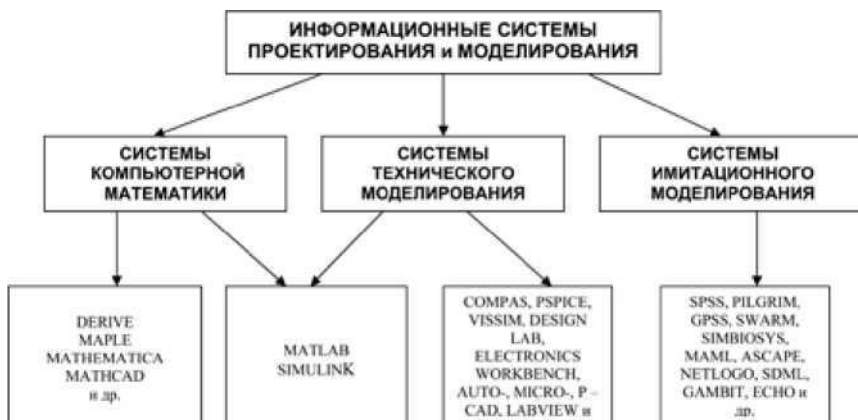 ИНФОРМАЦИОННЫЕ СИСТЕМЫ
ПРОЕКТИРОВАНИЯ и МОДЕЛИРОВАНИЯ
СИСТЕМЫ
КОМПЬЮТЕРНОЙ
МАТЕМАТИКИ
СИСТЕМЫ
ТЕХНИЧЕСКОГО
МОДЕЛИРОВАНИЯ
СИСТЕМЫ
ИМИТАЦИОННОГО
МОДЕЛИРОВАНИЯ
DERIVE
MAPLE
MATHEMATICA
MATHCAD
и др.
MATLAB
SIMULINK
COMPAS, PSPICE,
VISSIM, DESIGN
LAB,
ELECTRONICS
WORKBENCH,
AUTO-, MICRO-, P –
CAD, LABVIEW и
SPSS, PILGRIM,
GPSS, SWARM,
SIMBIOSYS,
MAML, ASCAPE,
NETLOGO, SDML,
GAMBIT, ECHO и
др.